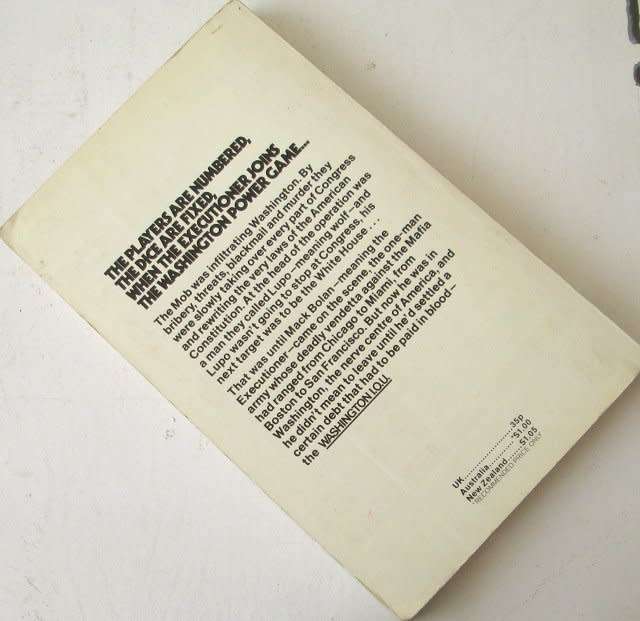 THE PLAYERS ARE NUMBERED,
THE DICE ARE FIXED,
WHEN THE EXECUTIONER JOINS
THE WASHINGTON POWER GAME....
The Mob was infiltrating Washington. By
bribery, threats, blackmail and murder they
were slowly taking over every part of Congress
and rewriting the very laws of the American
Constitution. At the head of the operation was
a man they called Lupo–meaning wolf–and
Lupo wasn't going to stop at Congress, his
next target was to be the White House . . .
That was until Mack Bolan–meaning the
Executioner–came on the scene, the one-man
army whose deadly vendetta against the Mafia
had ranged from Chicago to Miami, from
Boston to San Francisco. But now he was in
Washington, the nerve centre of America, and
he didn't mean to leave until he'd settled a
certain debt that had to be paid in blood–
the WASHINGTON I.O.U.
UK....................35p
Australia............*$1.00
New Zealand......$1.05
*RECOMMENDED PRICE ONLY